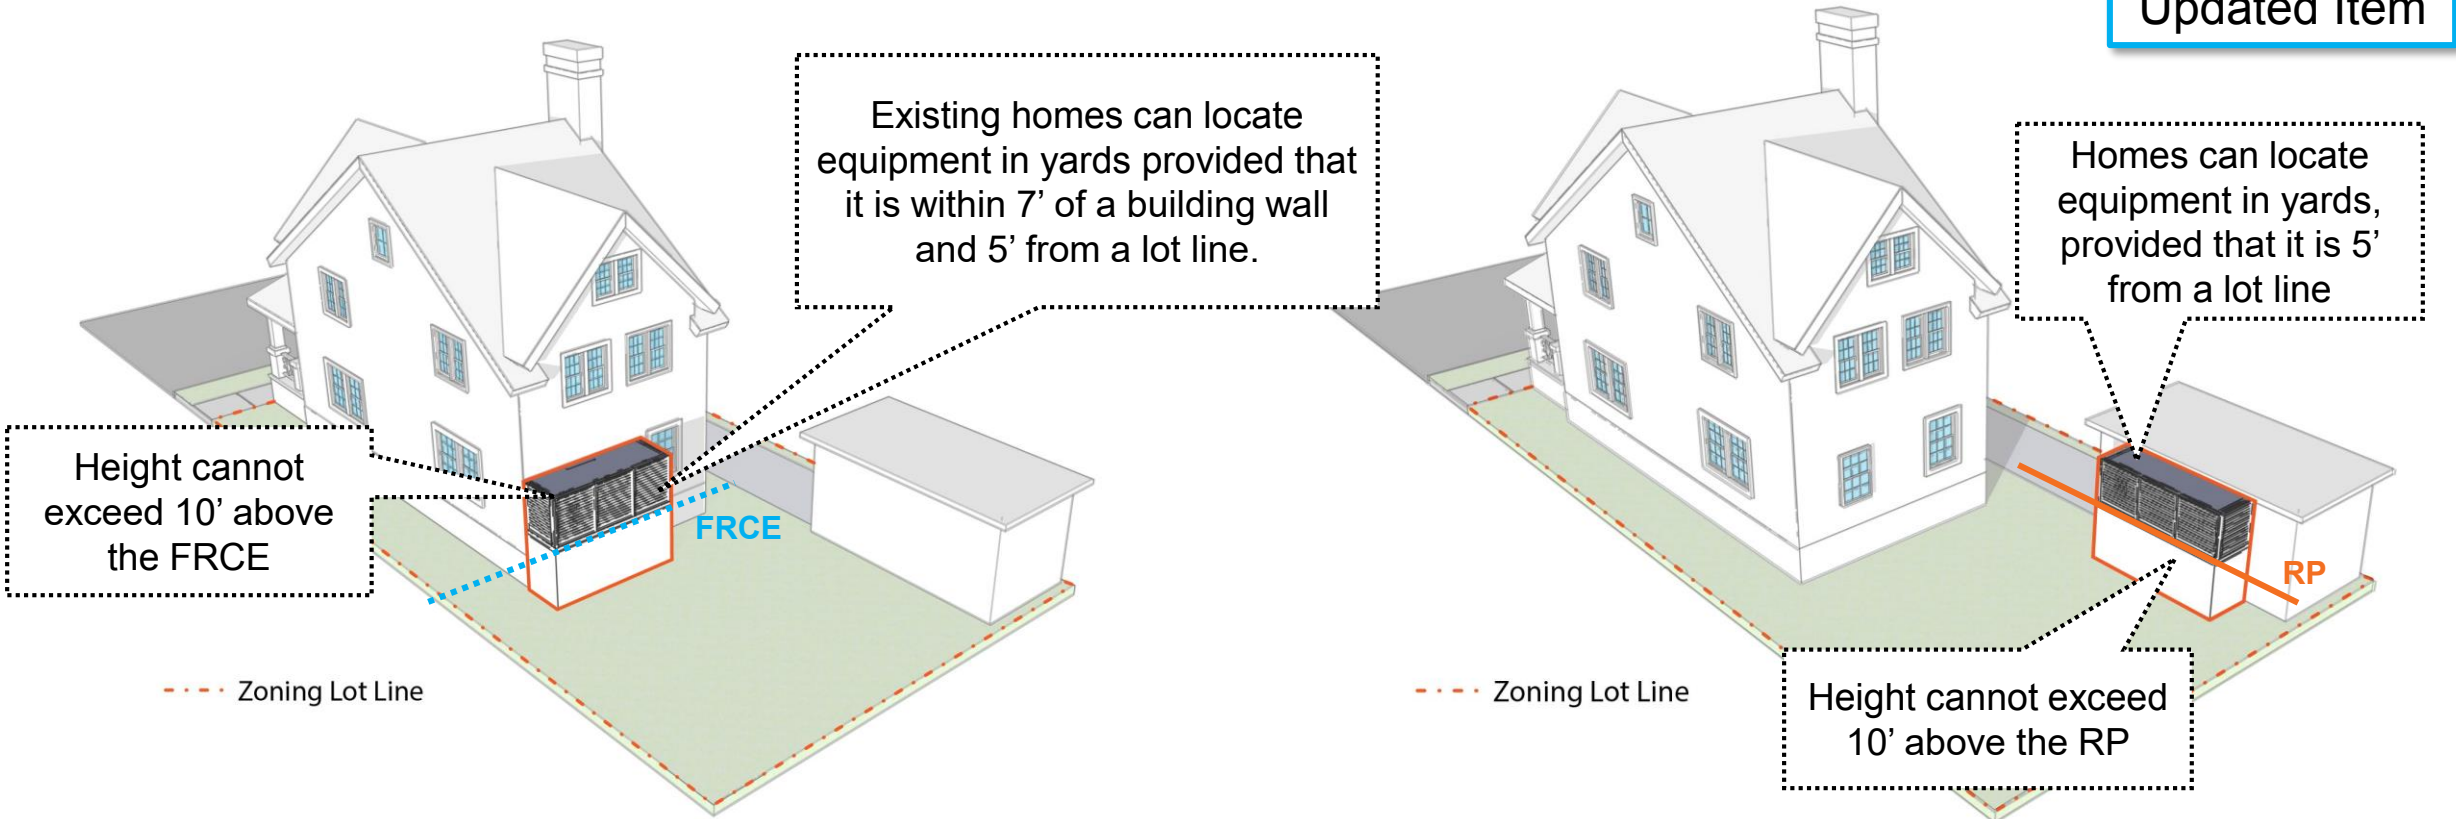 Updated Item
Existing homes can locate
equipment in yards provided that
it is within 7’ of a building wall
and 5’ from a lot line.
Height cannot
exceed 10’ above
the FRCE
FRCE
Zoning Lot Line
Homes can locate
equipment in yards,
provided that it is 5’
from a lot line
RP
Height cannot exceed
10’ above the RP
Zoning Lot Line